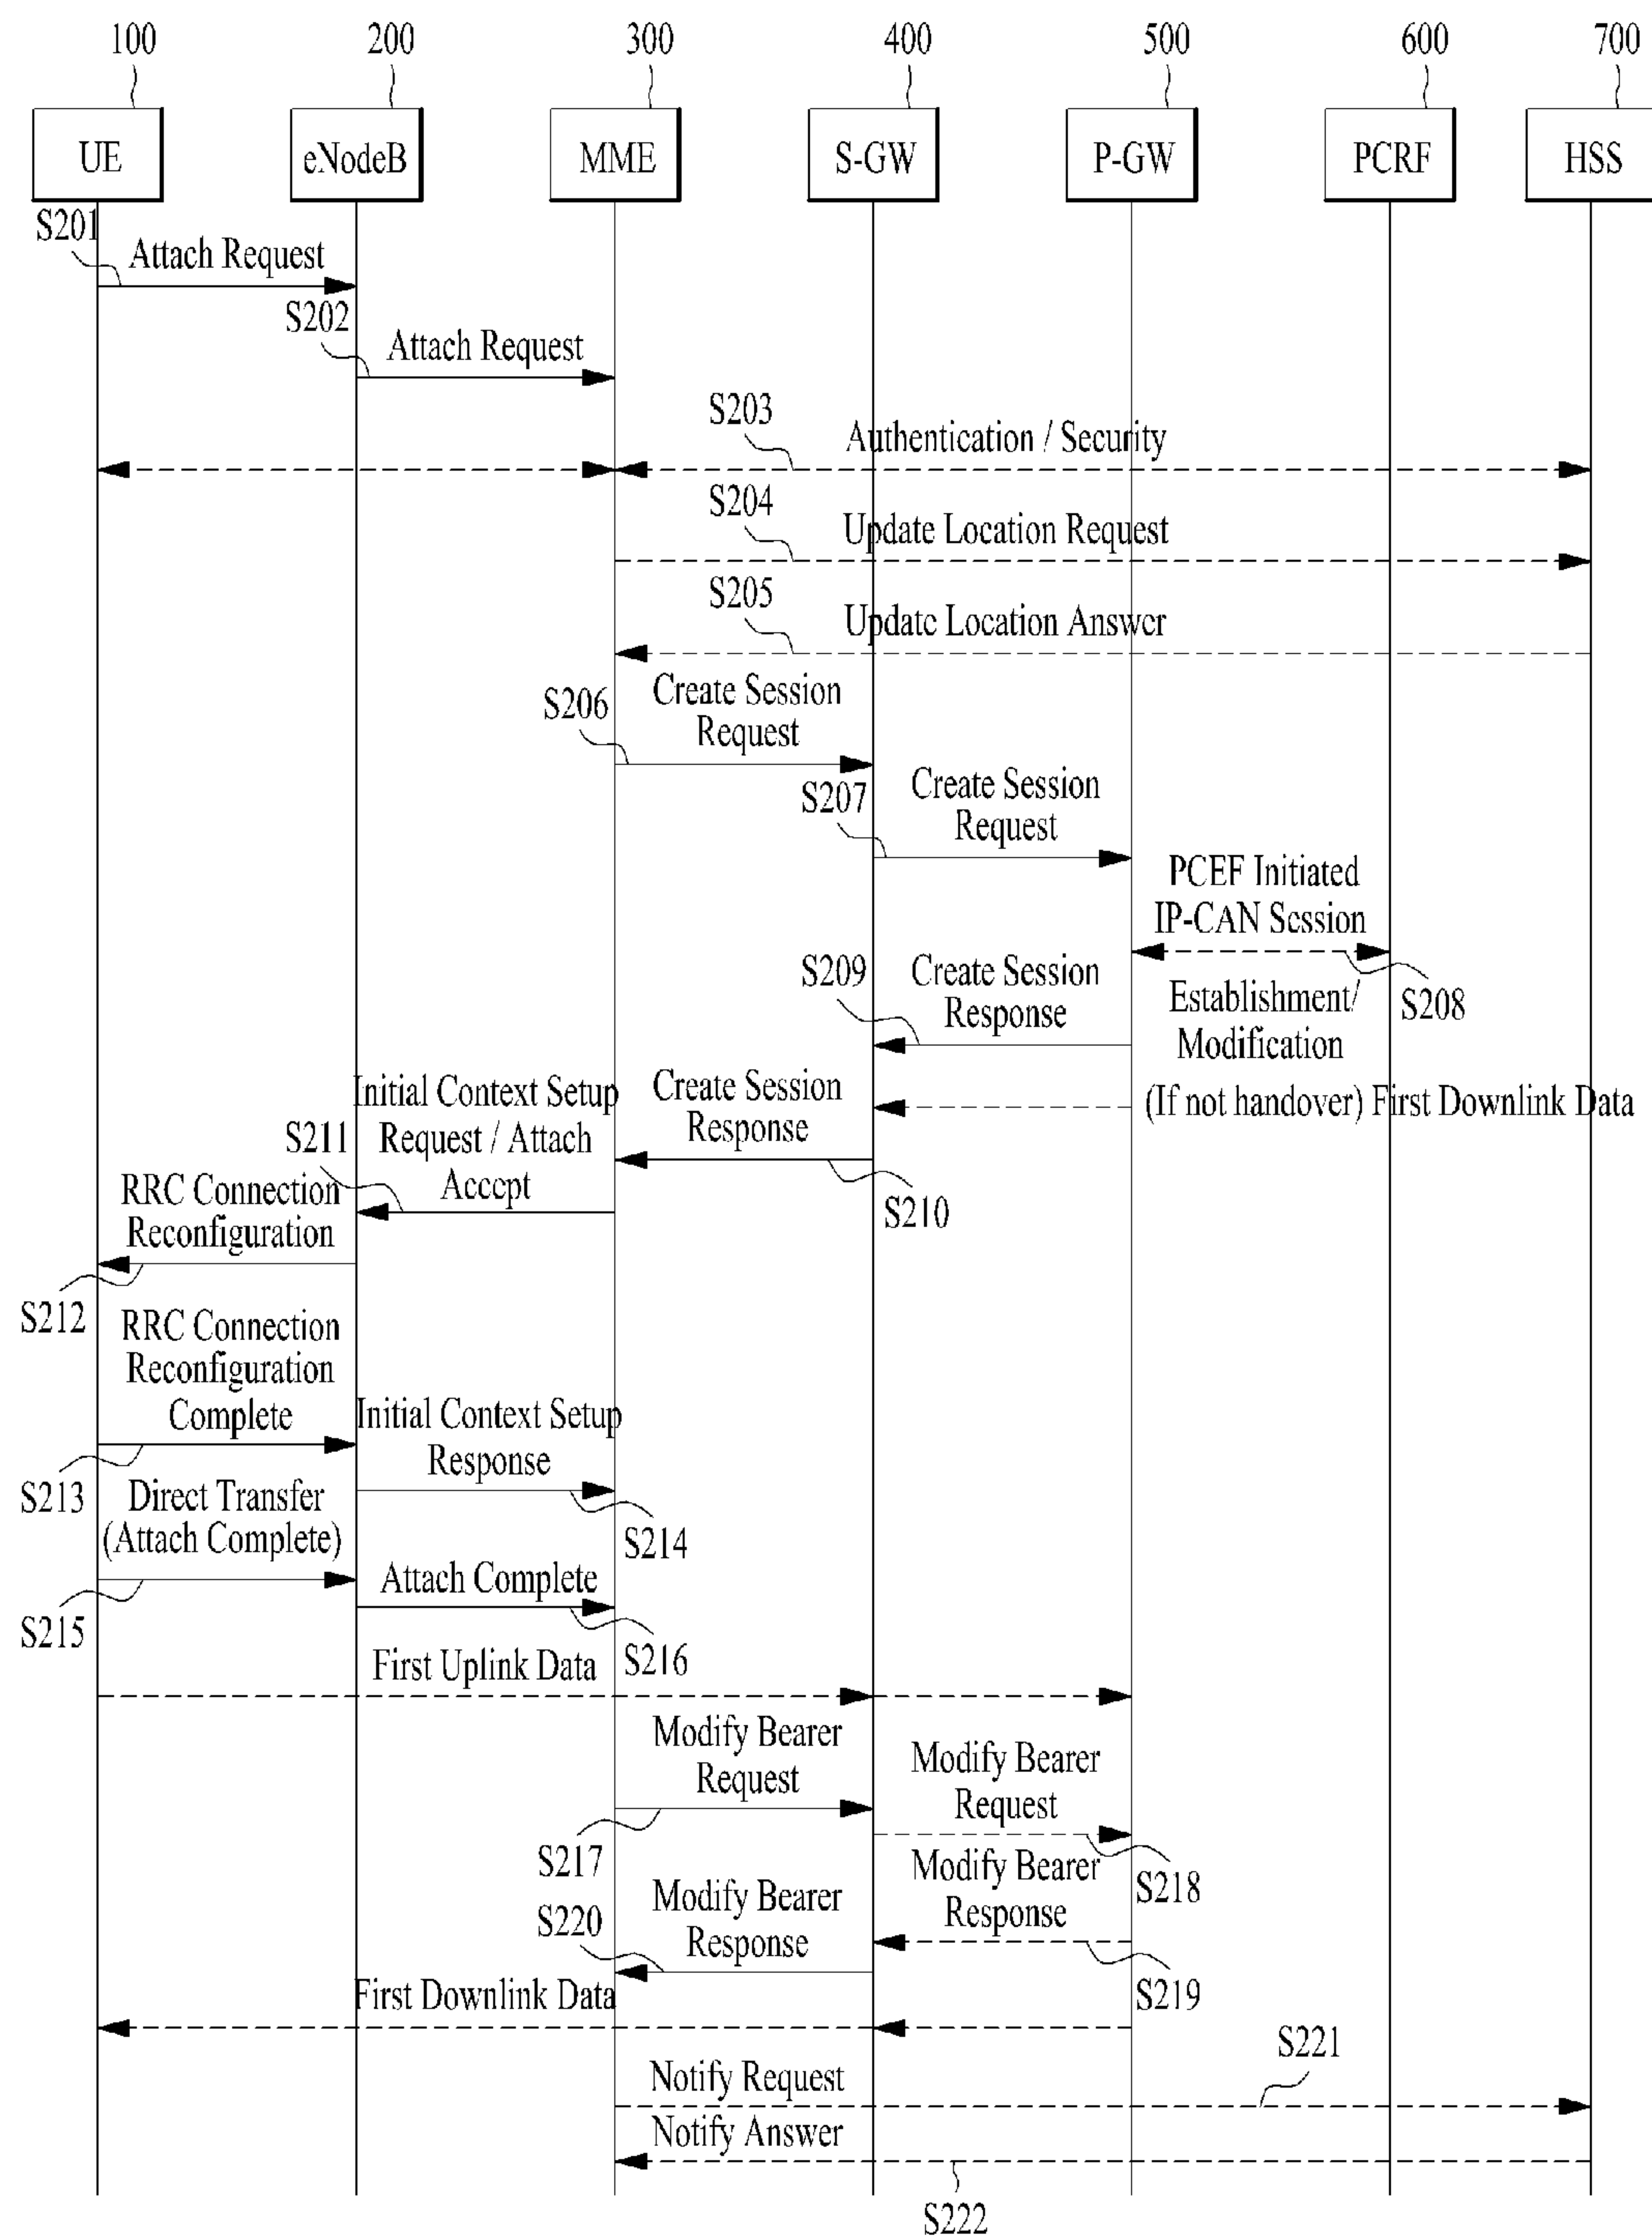 100
200
300
400
500
600
700
UE
eNodeB
MME
S-GW
P-GW
PCRF
HSS
S201
Attach Request
S202
Attach Request
S203
Authentication / Security
S204
Update Location Request
S205
Update Location Answer
S206
Create Session
Request
S207
Create Session
Request
PCEF Initiated
IP-CAN Session
S208
Establishment/
Modification
S209
Create Session
Response
(If not handover) First Downlink Data
Create Session
Response
S210
Initial Context Setup
Request / Attach
Accept
S211
RRC Connection
Reconfiguration
S212
RRC Connection
Reconfiguration
Complete
S213
Initial Context Setup
Response
S214
Direct Transfer
(Attach Complete)
S215
Attach Complete
S216
First Uplink Data
Modify Bearer
Request
S217
Modify Bearer
Request
S218
Modify Bearer
Response
S219
Modify Bearer
Response
S220
First Downlink Data
S221
Notify Request
Notify Answer
S222